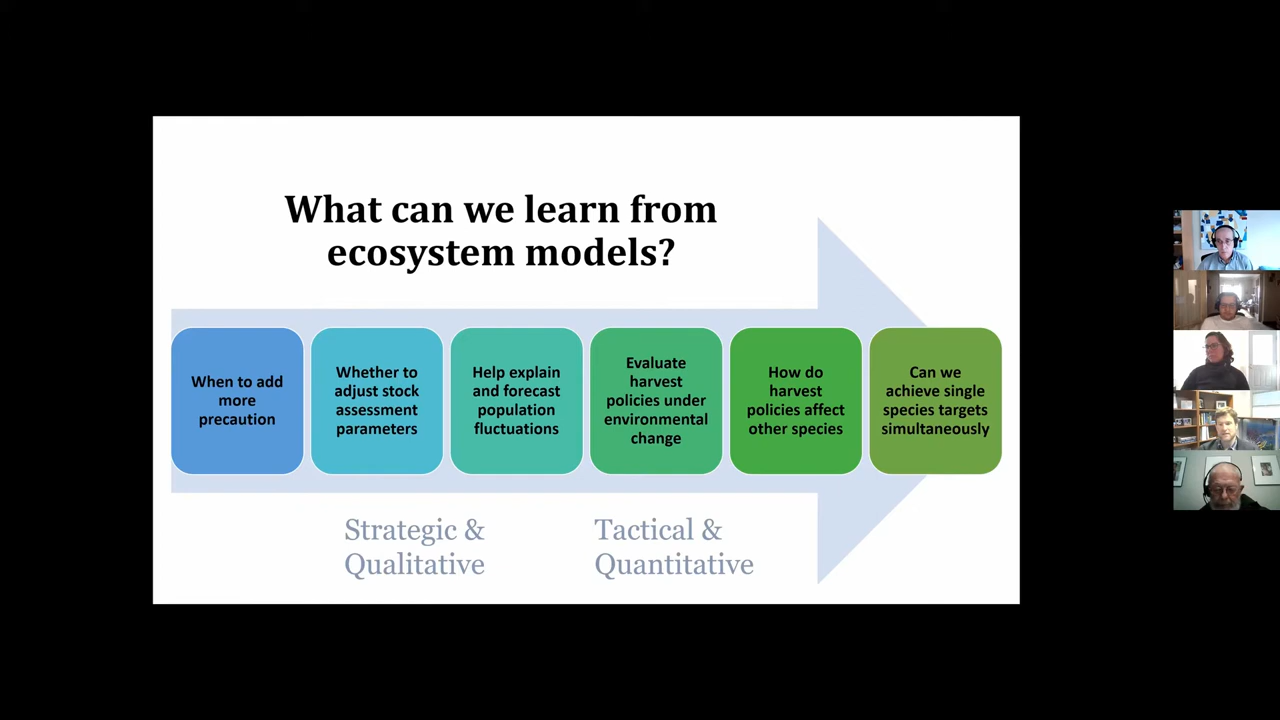 What can we learn from
ecosystem models?
When to add
more
precaution
Whether to
adjust stock
assessment
parameters
Help explain
and forecast
population
fluctuations
Evaluate
harvest
policies under
environmental
change
How do
harvest
policies affect
other species
Can we
achieve single
species targets
simultaneously
Strategic &
Qualitative
Tactical &
Quantitative